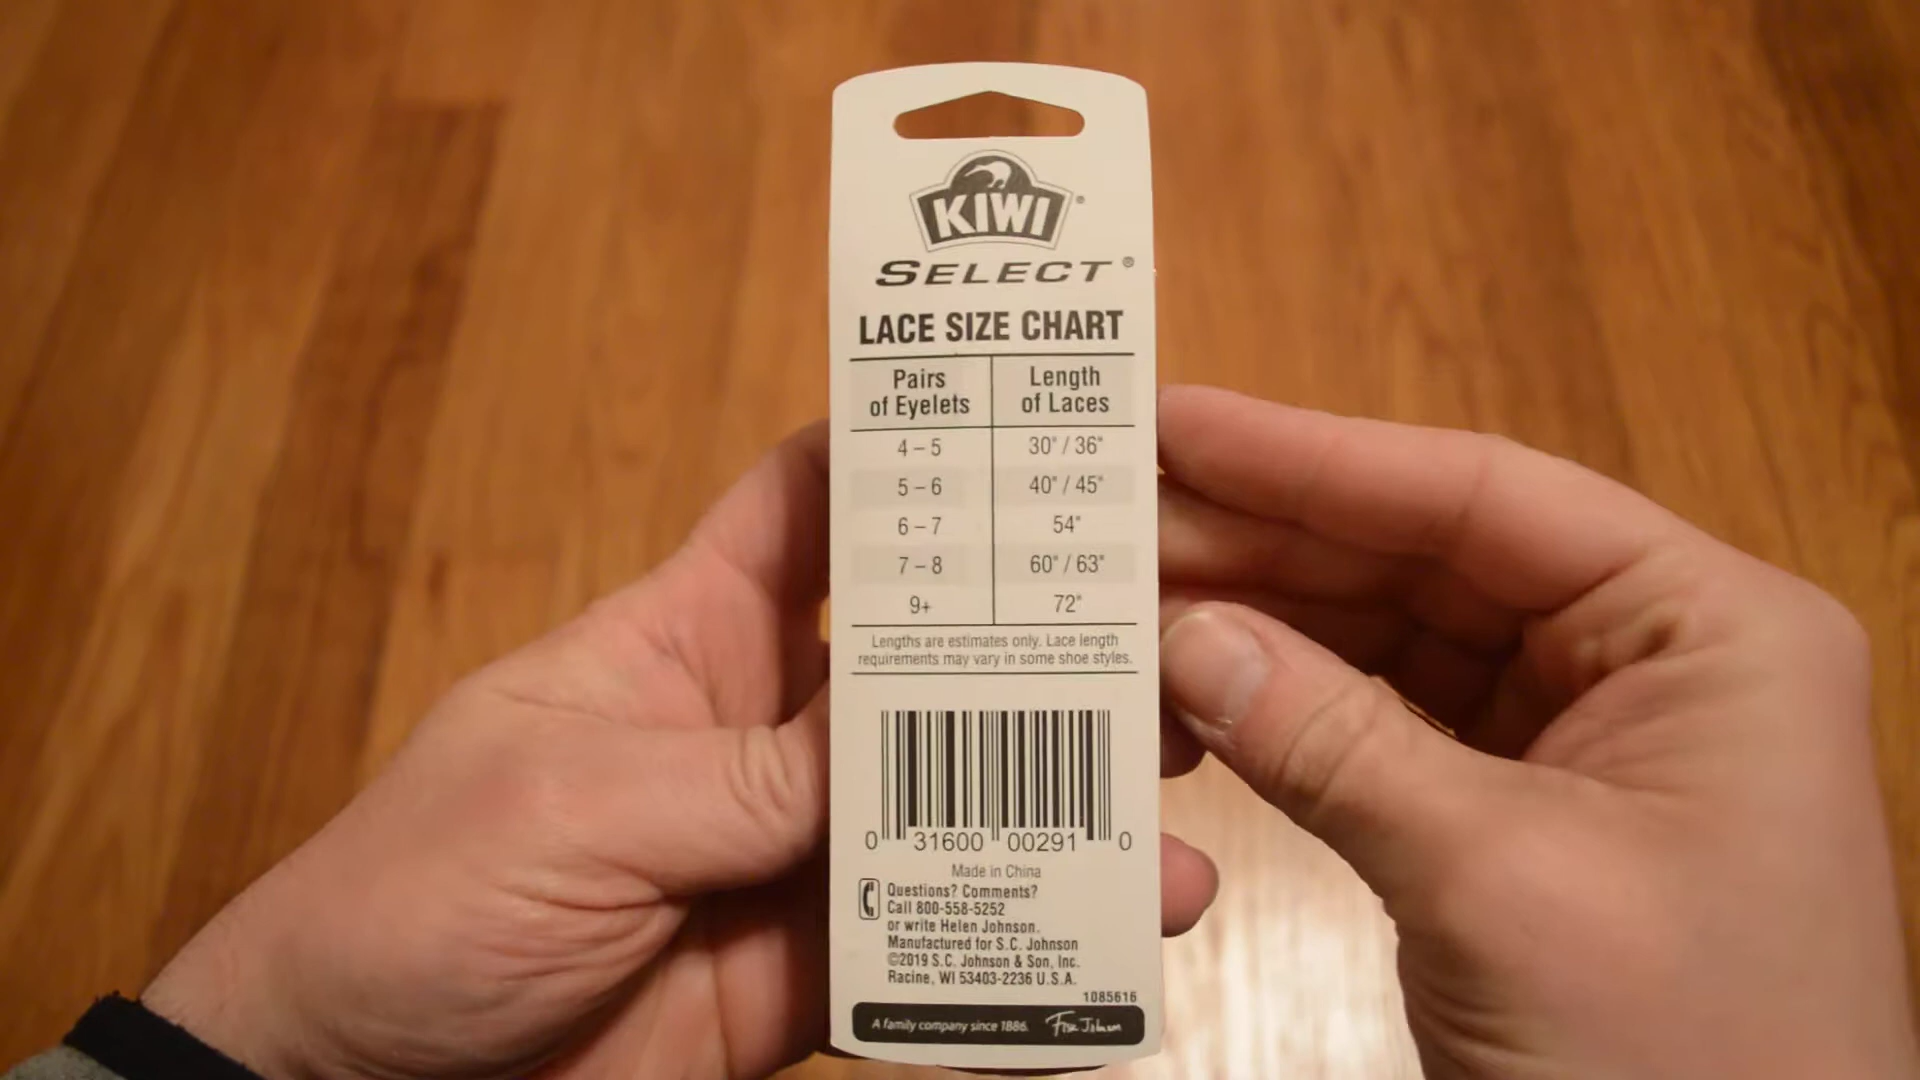 KIWI®
SELECT®
LACE SIZE CHART
Pairs of Eyelets
Length of Laces
4 – 5 30" / 36"
5 – 6 40" / 45"
6 – 7 54"
7 – 8 60" / 63"
9+ 72"
Lengths are estimates only. Lace length
requirements may vary in some shoe styles.
0 31600 00291 0
Made in China
Questions? Comments?
Call 800-558-5252
or write Helen Johnson.
Manufactured for S.C. Johnson
©2019 S.C. Johnson & Son, Inc.
Racine, WI 53403-2236 U.S.A.
1085616
A family company since 1886. Fisk Johnson